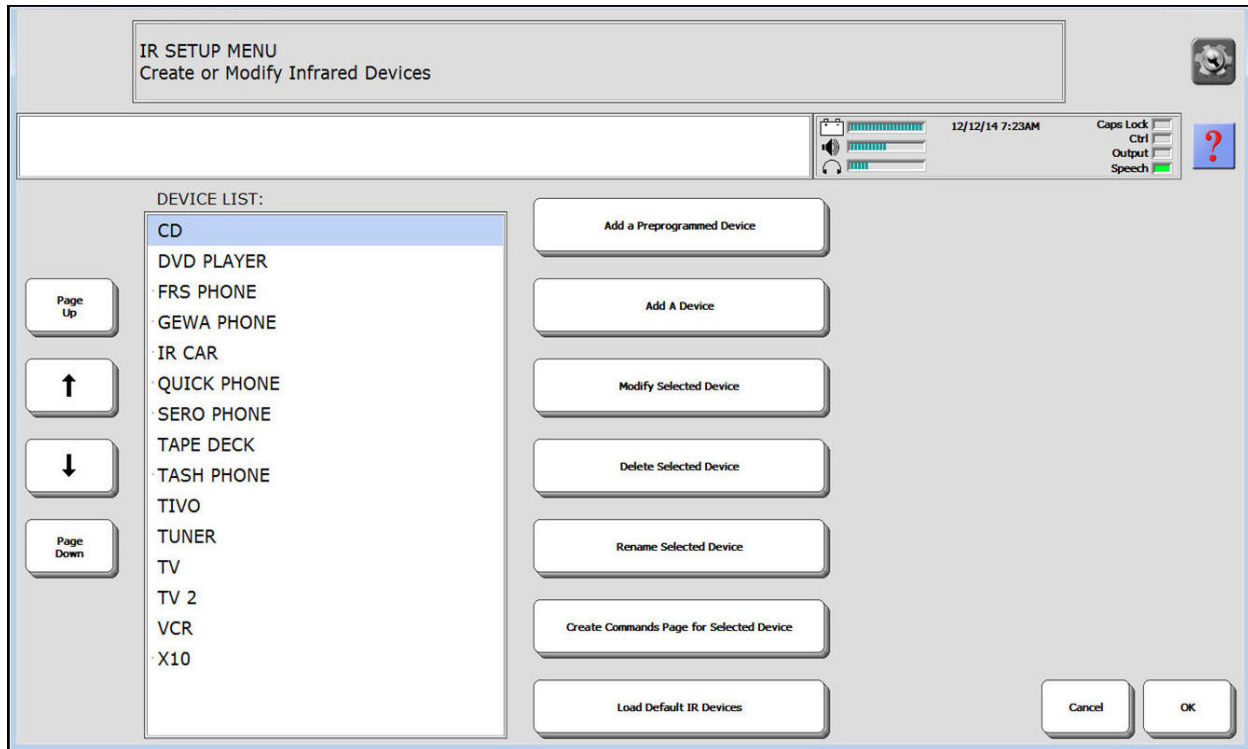 IR SETUP MENU
Create or Modify Infrared Devices
12/12/14 7:23AM
Caps Lock
Ctrl
Output
Speech
?
DEVICE LIST:
CD
DVD PLAYER
FRS PHONE
GEWA PHONE
IR CAR
QUICK PHONE
SERO PHONE
TAPE DECK
TASH PHONE
TIVO
TUNER
TV
TV 2
VCR
X10
Page
Up
↑
↓
Page
Down
Add a Preprogrammed Device
Add A Device
Modify Selected Device
Delete Selected Device
Rename Selected Device
Create Commands Page for Selected Device
Load Default IR Devices
Cancel
OK